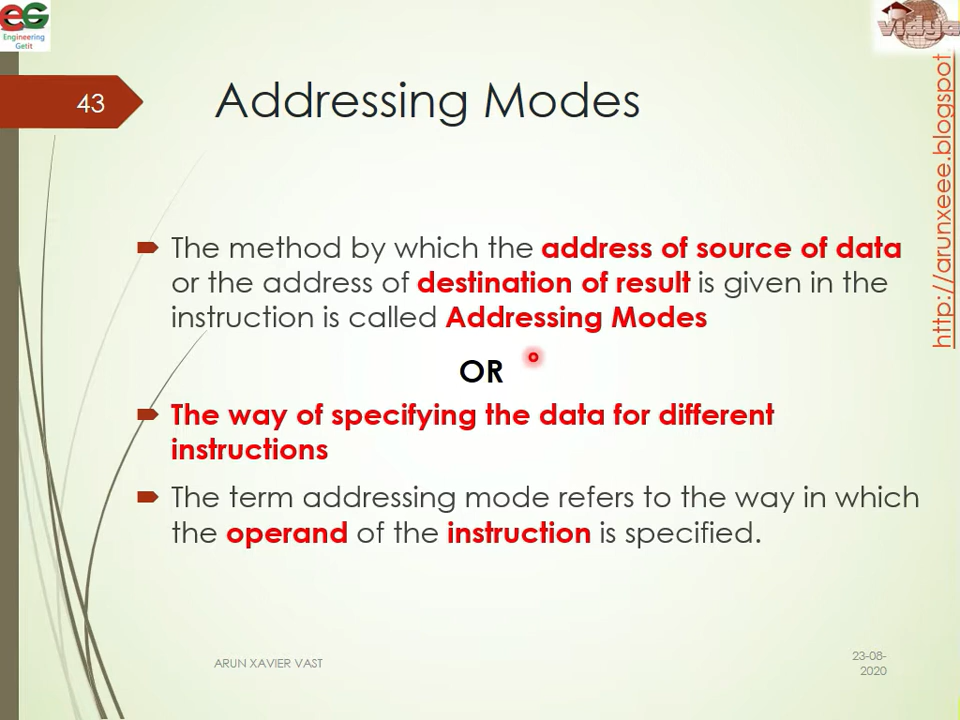 eG
Engineering
Getit
Vidya
43
Addressing Modes
http://arunxeee.blogspot.
The method by which the address of source of data
or the address of destination of result is given in the
instruction is called Addressing Modes
OR
The way of specifying the data for different
instructions
The term addressing mode refers to the way in which
the operand of the instruction is specified.
ARUN XAVIER VAST
23-08-
2020